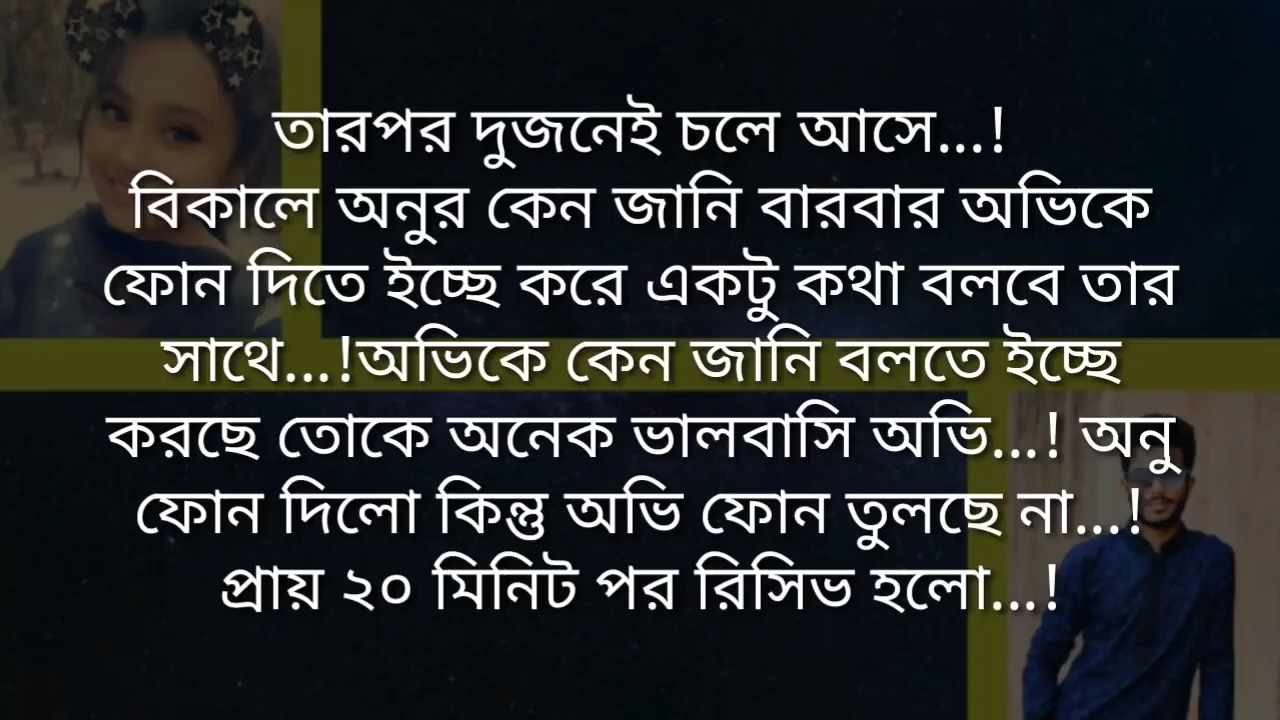 তারপর দুজনেই চলে আসে...!
বিকালে অনুর কেন জানি বারবার অভিকে
ফোন দিতে ইচ্ছে করে একটু কথা বলবে তার
সাথে...!অভিকে কেন জানি বলতে ইচ্ছে
করছে তোকে অনেক ভালবাসি অভি...! অনু
ফোন দিলো কিন্তু অভি ফোন তুলছে না...!
প্রায় ২০ মিনিট পর রিসিভ হলো...!